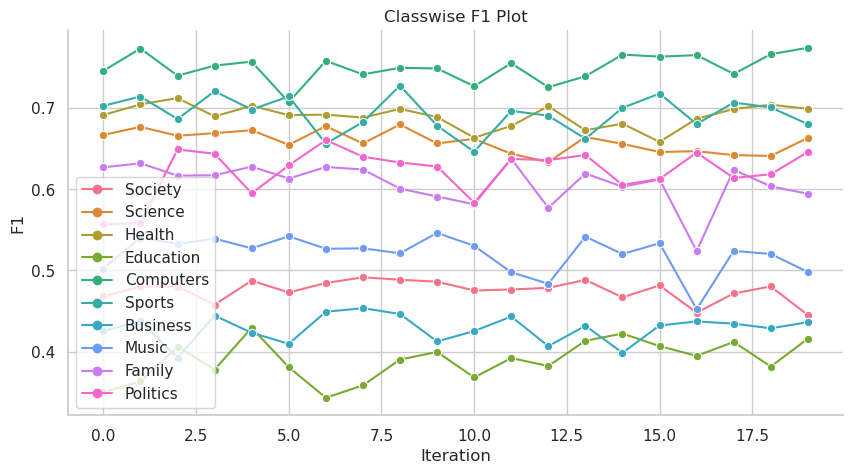 Classwise F1 Plot
F1
0.7
0.6
0.5
0.4
Society
Science
Health
Education
Computers
Sports
Business
Music
Family
Politics
0.0 2.5 5.0 7.5 10.0 12.5 15.0 17.5
Iteration